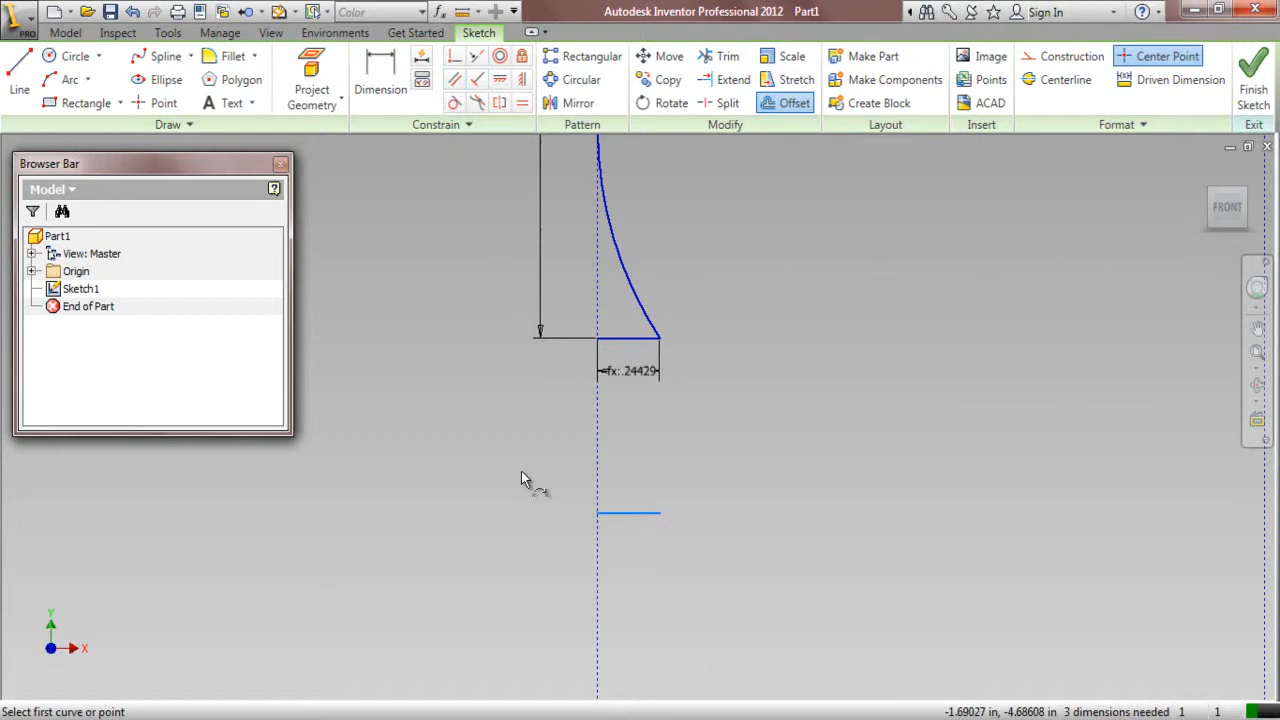 Color Autodesk Inventor Professional 2012 Part1 Sign In
PRO Model Inspect Tools Manage View Environments Get Started Sketch
Line Circle Spline Fillet
Arc Ellipse Polygon
Rectangle Point Text
Project Geometry
Draw
Dimension
Constrain
Rectangular
Circular
Mirror
Pattern
Move Trim Scale
Copy Extend Stretch
Rotate Split Offset
Modify
Make Part
Make Components
Create Block
Layout
Image
Points
ACAD
Insert
Construction Center Point
Centerline Driven Dimension
Format
Finish Sketch
Exit
Browser Bar
Model
Part1
View: Master
Origin
Sketch1
End of Part
FRONT
fx:.24429
Y
X
Select first curve or point -1.69027 in, -4.68608 in 3 dimensions needed 1 1